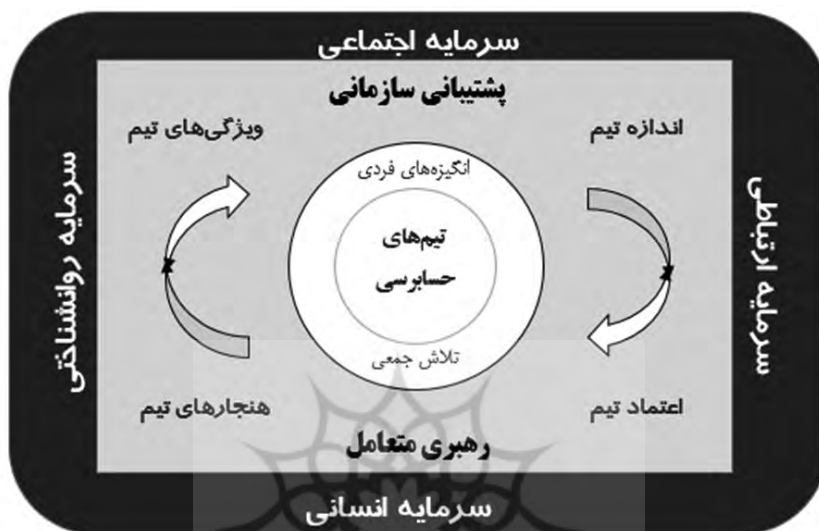 سرمایه اجتماعی
پشتیبانی سازمانی
اندازه تیم
ویژگی‌های تیم
انگیزه‌های فردی
تیم‌های
حسابرسی
تلاش جمعی
سرمایه ارتباطی
سرمایه روانشناختی
اعتماد تیم
هنجارهای تیم
رهبری متعامل
سرمایه انسانی